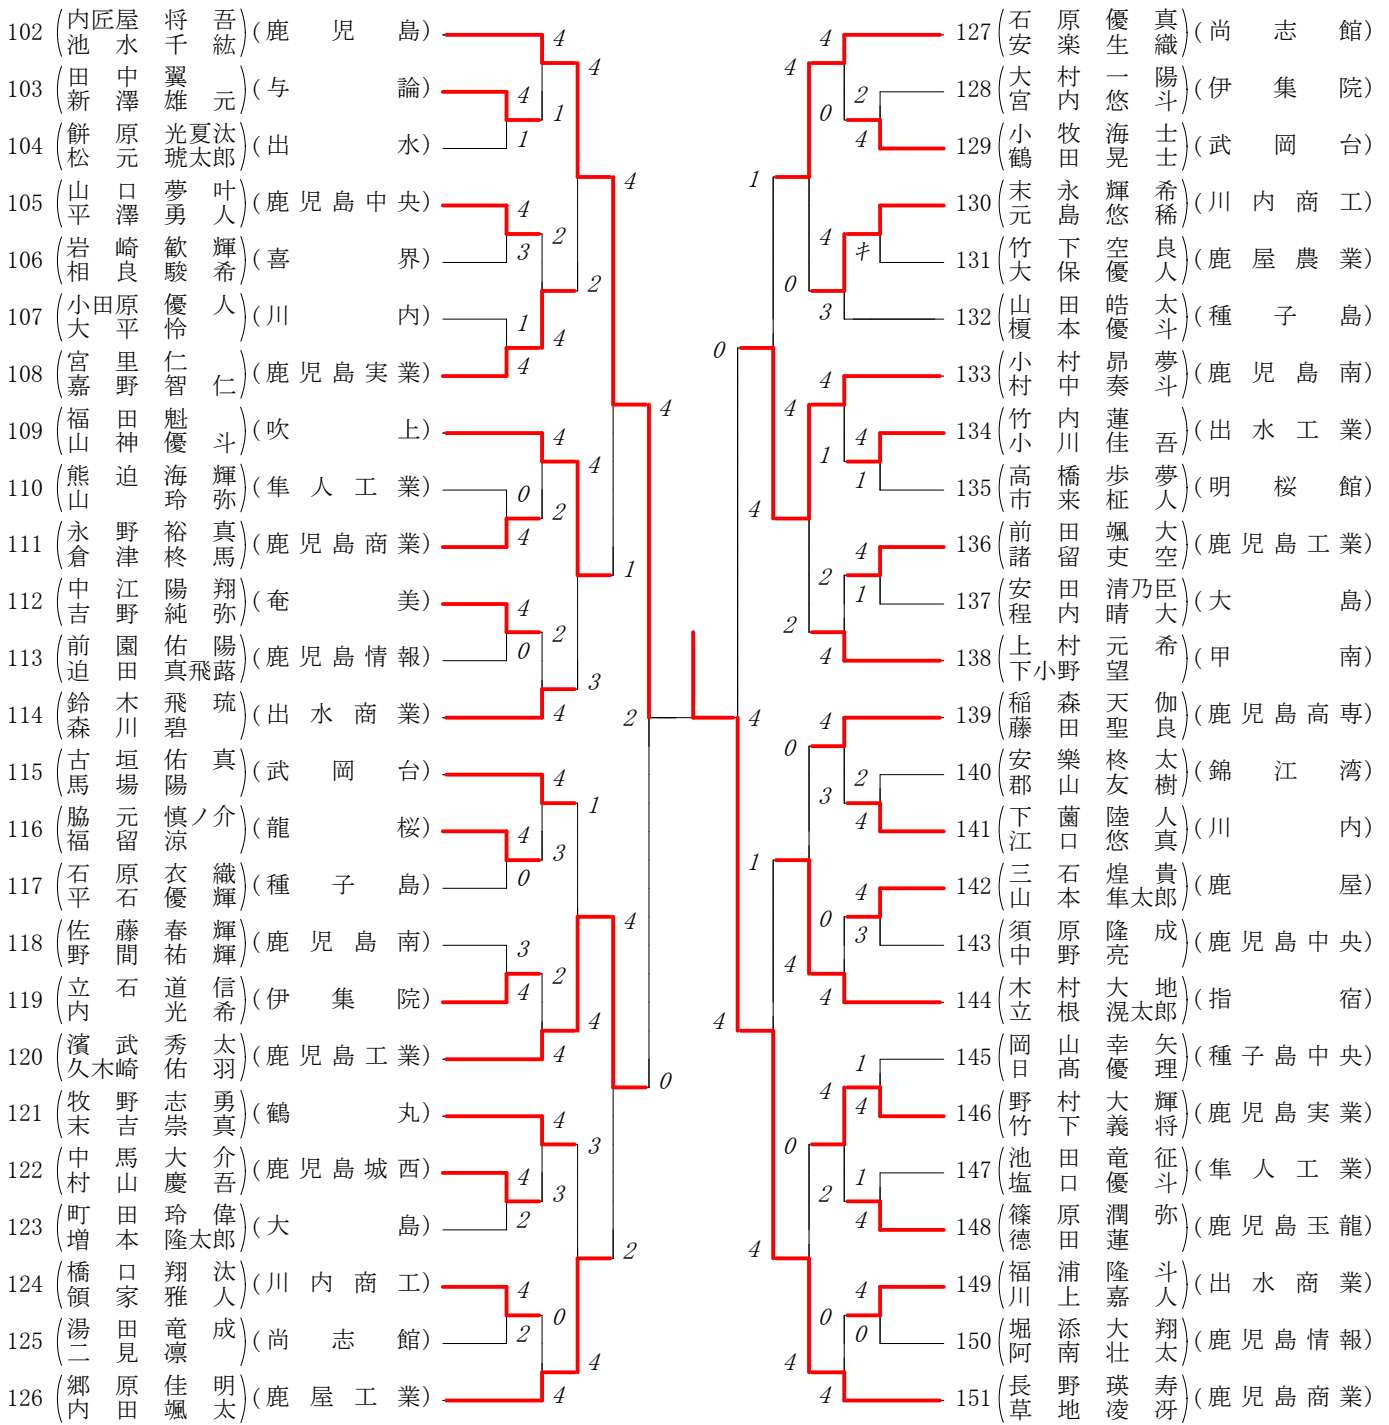 102 (内匠屋 将吾 池水千紘) (鹿児島)
103 (田中翼 新澤雄元) (与論)
104 (餅原光夏汰 松元琥太郎) (出水)
105 (山口夢叶 平澤勇人) (鹿児島中央)
106 (岩崎歓輝 相良駿希) (喜界)
107 (小田原優人 大平怜) (川内)
108 (宮里仁 嘉野智仁) (鹿児島実業)
109 (福田魁 山神優斗) (吹上)
110 (熊迫海輝 山玲弥) (隼人工業)
111 (永野裕真 倉津柊馬) (鹿児島商業)
112 (中江陽翔 吉野純弥) (奄美)
113 (前園佑陽 迫田真飛蕗) (鹿児島情報)
114 (鈴木飛琉 森川碧) (出水商業)
115 (古垣佑真 馬場陽) (武岡台)
116 (脇元慎ノ介 福留涼) (龍桜)
117 (石原衣織 平石優輝) (種子島)
118 (佐藤春輝 野間祐輝) (鹿児島南)
119 (立石道信 内光希) (伊集院)
120 (濱武秀太 久木崎佑羽) (鹿児島工業)
121 (牧野志勇 末吉崇真) (鶴丸)
122 (中馬大介 村山慶吾) (鹿児島城西)
123 (町田玲偉 増本隆太郎) (大島)
124 (橋口翔汰 領家雅人) (川内商工)
125 (湯田竜成 二見凛) (尚志館)
126 (郷原佳明 内田颯太) (鹿屋工業)
127 (石原優真 安楽生織) (尚志館)
128 (大村一陽 宮内悠斗) (伊集院)
129 (小牧海士 鶴田晃士) (武岡台)
130 (末永輝希 元島悠稀) (川内商工)
131 (竹下空良 大保優人) (鹿屋農業)
132 (山田皓太 榎本優斗) (種子島)
133 (小村昴夢 村中奏斗) (鹿児島南)
134 (竹内蓮 小川佳吾) (出水工業)
135 (高橋歩夢 市来柾人) (明桜館)
136 (前田颯大 諸留吏空) (鹿児島工業)
137 (安田清乃臣 程内晴大) (大島)
138 (上村元希 下小野望) (甲南)
139 (稲森天伽 藤田聖良) (鹿児島高専)
140 (安樂柊太 郡山友樹) (錦江湾)
141 (下薗陸人 江口悠真) (川内)
142 (三石煌貴 山本隼太郎) (鹿屋)
143 (須原隆成 中野亮) (鹿児島中央)
144 (木村大地 立根滉太郎) (指宿)
145 (岡山幸矢 日髙優理) (種子島中央)
146 (野村大輝 竹下義将) (鹿児島実業)
147 (池田竜征 塩口優斗) (隼人工業)
148 (篠原潤弥 德田蓮) (鹿児島玉龍)
149 (福浦隆斗 川上嘉人) (出水商業)
150 (堀添大翔 阿南壮太) (鹿児島情報)
151 (長野瑛寿 草地凌冴) (鹿児島商業)
4 4 4 1 1
4 4 2 3 2 1 4 4
4 4 4 0 2 4 1
4 2 0 3 4
4 2
4 1 4 3 0
4 3 2 4 4 4
0
4 3 4 3 2 2
4 0 2 4 4
4 4 2 0 4
1
4 キ 0 3
0
4 4 4 1 1
4 4 2 1 2 4
4
4 0 2 3 4
1
4 0 3 4 4
4
1 4 4 0 1 2 4
4
4 0 0 4 4